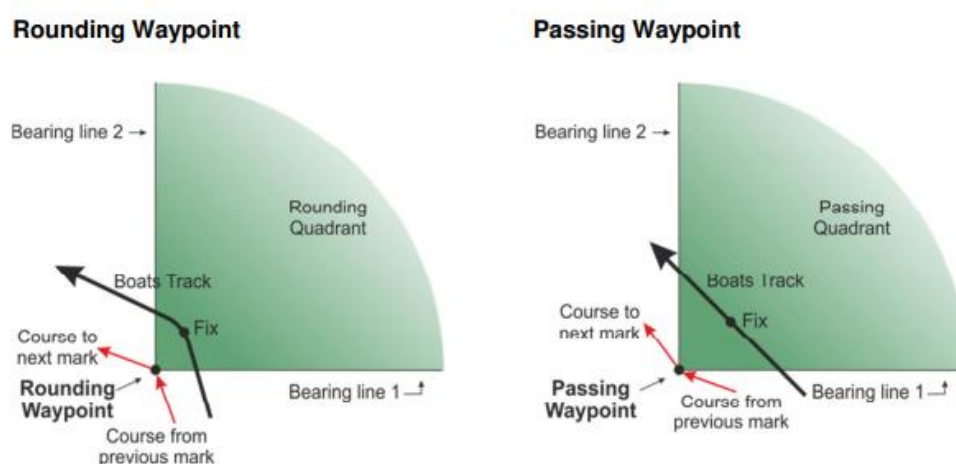 Rounding Waypoint
Bearing line 2 →
Rounding
Quadrant
Boats Track
Fix
Course to
next mark
Rounding
Waypoint
Bearing line 1
Course from
previous mark
Passing Waypoint
Bearing line 2 →
Passing
Quadrant
Boats Track
Fix
Course to
next mark
Passing
Waypoint
Bearing line 1
Course from
previous mark